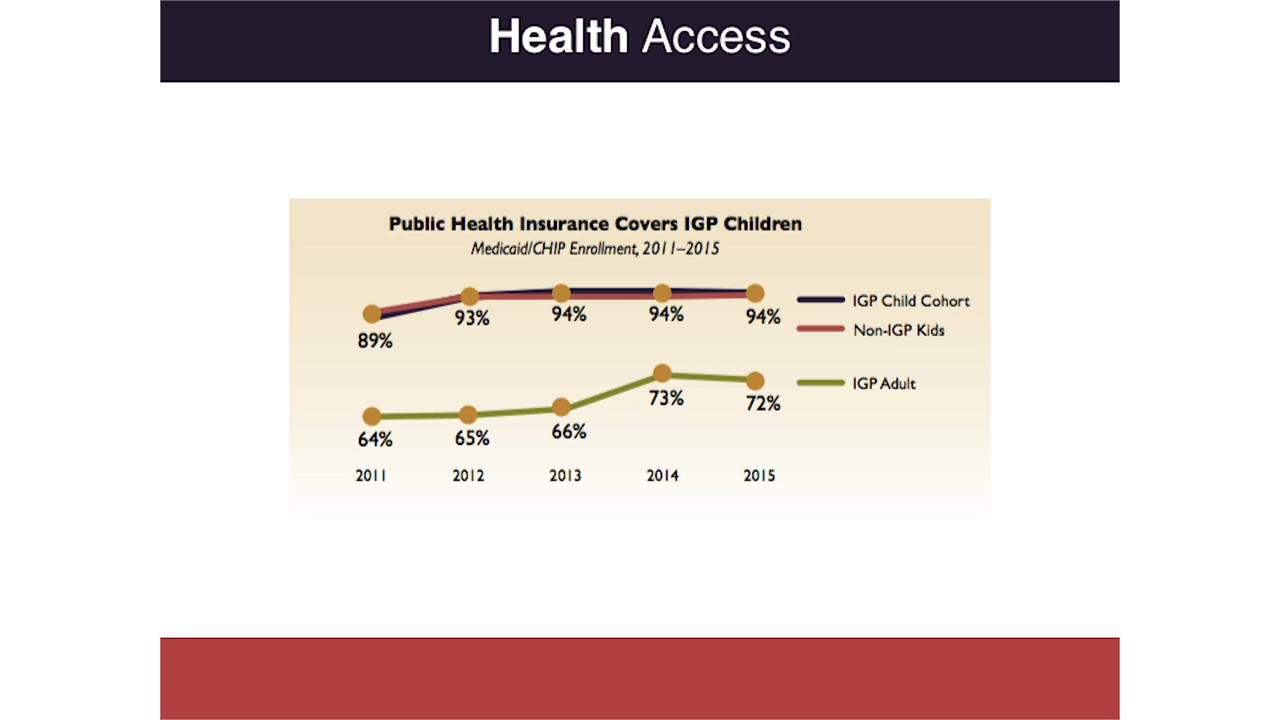 Health Access
Public Health Insurance Covers IGP Children
Medicaid/CHIP Enrollment, 2011–2015
IGP Child Cohort
Non-IGP Kids
IGP Adult
89%
93%
94%
94%
94%
64%
65%
66%
73%
72%
2011
2012
2013
2014
2015